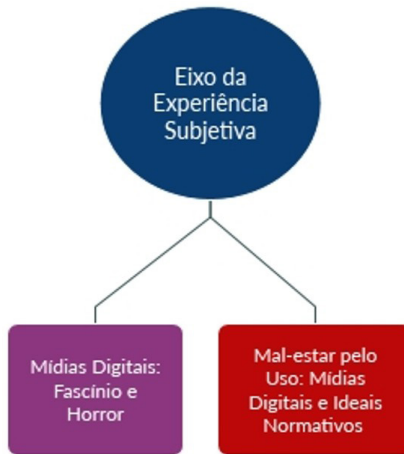 Eixo da
Experiência
Subjetiva
Mídias Digitais:
Fascínio e
Horror
Mal-estar pelo
Uso: Mídias
Digitais e Ideais
Normativos